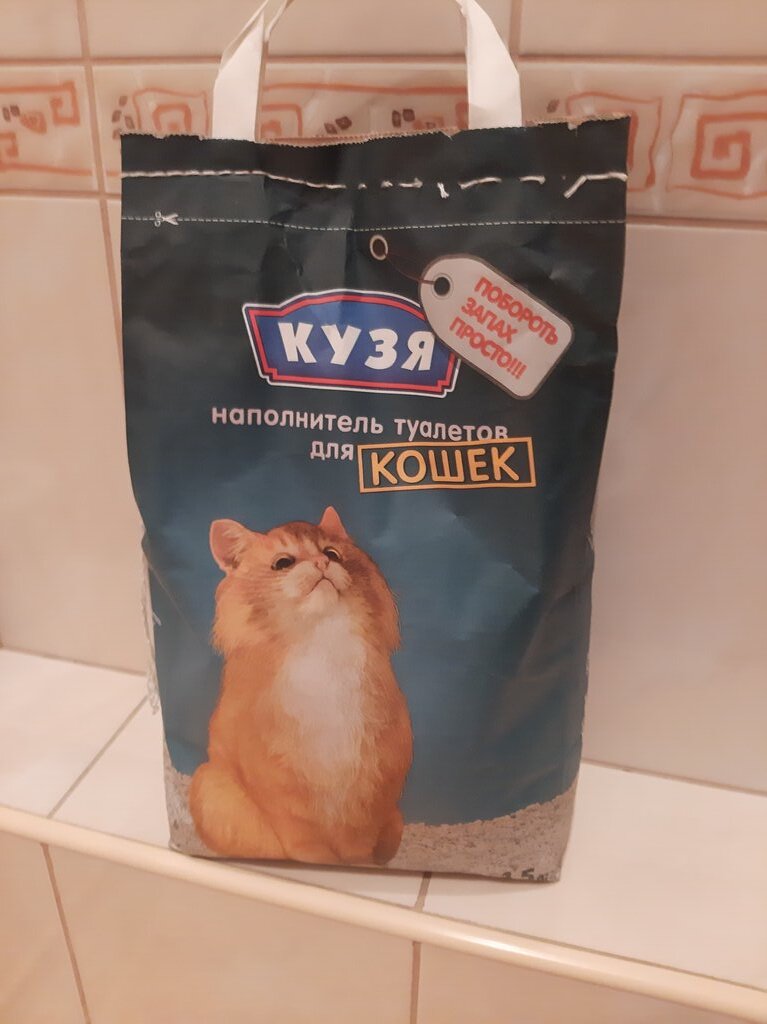 ПОБОРОТЬ
ЗАПАХ
ПРОСТО!!!
КУЗЯ
наполнитель туалетов
для КОШЕК